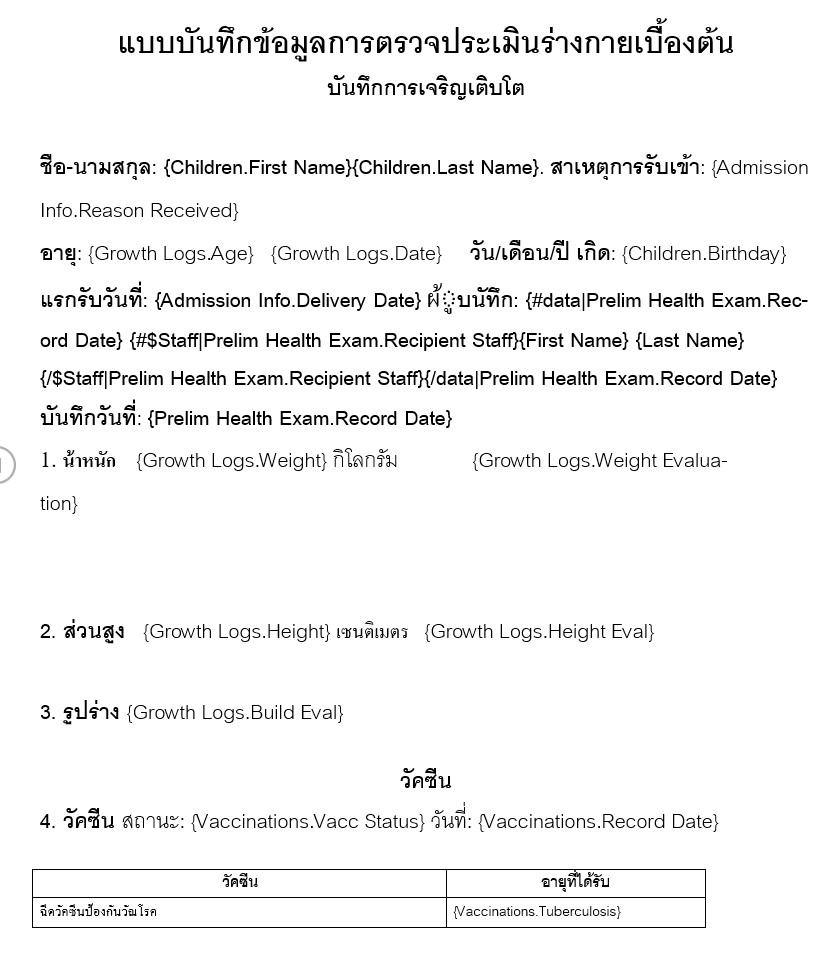 แบบบันทึกข้อมูลการตรวจประเมินร่างกายเบื้องต้น
บันทึกการเจริญเติบโต
ชื่อ-นามสกุล: {Children.First Name}{Children.Last Name}. สาเหตุการรับเข้า: {Admission
Info.Reason Received}
อายุ: {Growth Logs.Age} {Growth Logs.Date} วัน/เดือน/ปี เกิด: {Children.Birthday}
แรกรับวันที่: {Admission Info.Delivery Date} ผู้บันทึก: {#data|Prelim Health Exam.Rec-
ord Date} {#$Staff|Prelim Health Exam.Recipient Staff}{First Name} {Last Name}
{/$Staff|Prelim Health Exam.Recipient Staff}{/data|Prelim Health Exam.Record Date}
บันทึกวันที่: {Prelim Health Exam.Record Date}
1. น้าหนัก {Growth Logs.Weight} กิโลกรัม {Growth Logs.Weight Evalua-
tion}
2. ส่วนสูง {Growth Logs.Height} เซนติเมตร {Growth Logs.Height Eval}
3. รูปร่าง {Growth Logs.Build Eval}
วัคซีน
4. วัคซีน สถานะ: {Vaccinations.Vacc Status} วันที่: {Vaccinations.Record Date}
วัคซีน อายุที่ได้รับ
ฉีดวัคซีนป้องกันวัณโรค {Vaccinations.Tuberculosis}